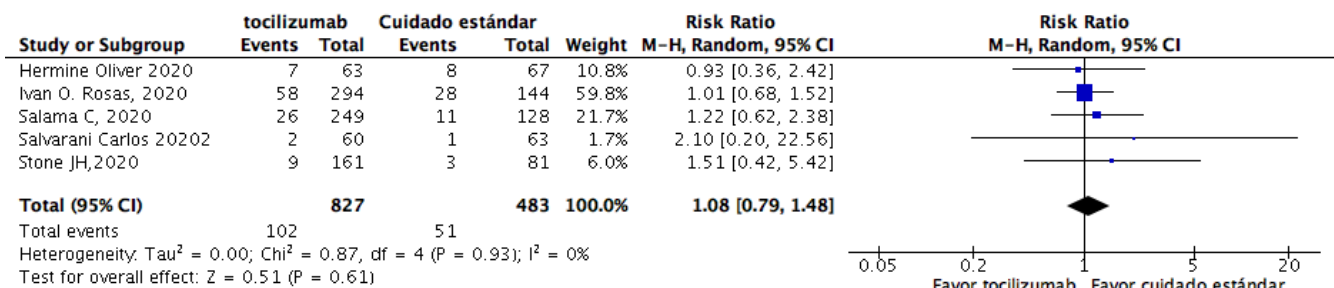 tocilizumab Cuidado estándar Risk Ratio Risk Ratio
Study or Subgroup Events Total Events Total Weight M-H, Random, 95% CI M-H, Random, 95% CI
Hermine Oliver 2020 7 63 8 67 10.8% 0.93 [0.36, 2.42]
Ivan O. Rosas, 2020 58 294 28 144 59.8% 1.01 [0.68, 1.52]
Salama C, 2020 26 249 11 128 21.7% 1.22 [0.62, 2.38]
Salvarani Carlos 20202 2 60 1 63 1.7% 2.10 [0.20, 22.56]
Stone JH,2020 9 161 3 81 6.0% 1.51 [0.42, 5.42]
Total (95% CI) 827 483 100.0% 1.08 [0.79, 1.48]
Total events 102 51
Heterogeneity: Tau² = 0.00; Chi² = 0.87, df = 4 (P = 0.93); I² = 0%
Test for overall effect: Z = 0.51 (P = 0.61)
0.05 0.2 1 5 20
Favor tocilizumab Favor cuidado estándar